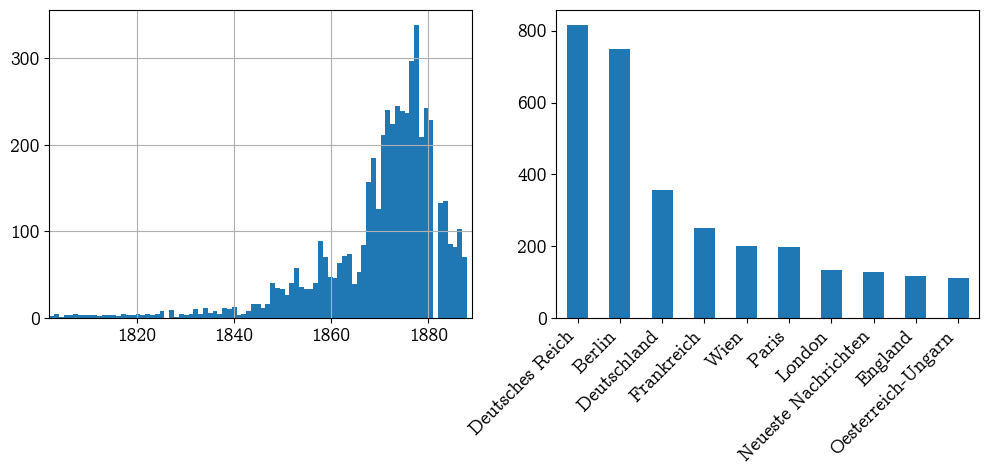 300
200
100
0
1820 1840 1860 1880
800
600
400
200
0
Deutsches Reich
Berlin
Deutschland
Frankreich
Wien
Paris
London
Neueste Nachrichten
England
Oesterreich-Ungarn